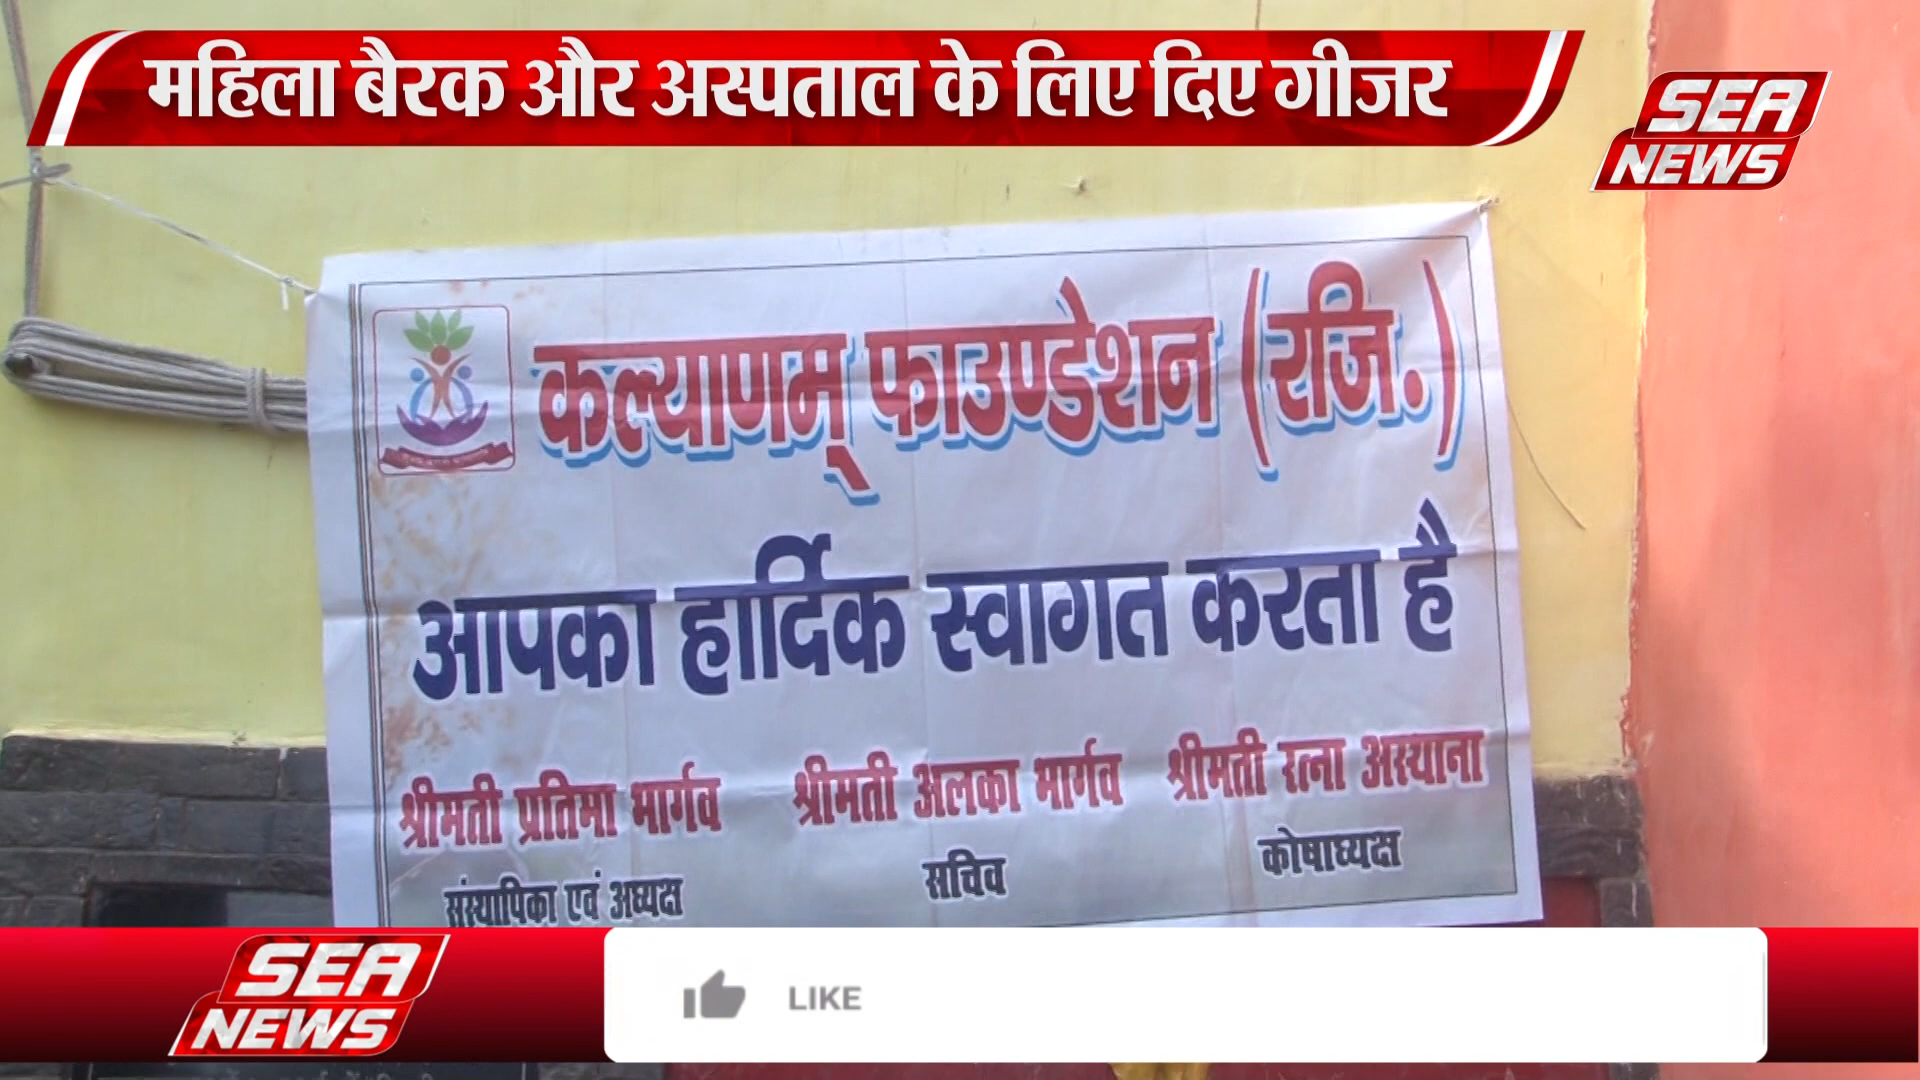 महिला बैरक और अस्पताल के लिए दिए गीजर
SEA
NEWS
कल्याणम् फाउण्डेशन (रजि.)
आपका हार्दिक स्वागत करता है
श्रीमती प्रतिमा भार्गव श्रीमती अलका भार्गव श्रीमती रत्ना अस्थाना
संस्थापिका एवं अध्यक्ष सचिव कोषाध्यक्ष
SEA
NEWS
LIKE